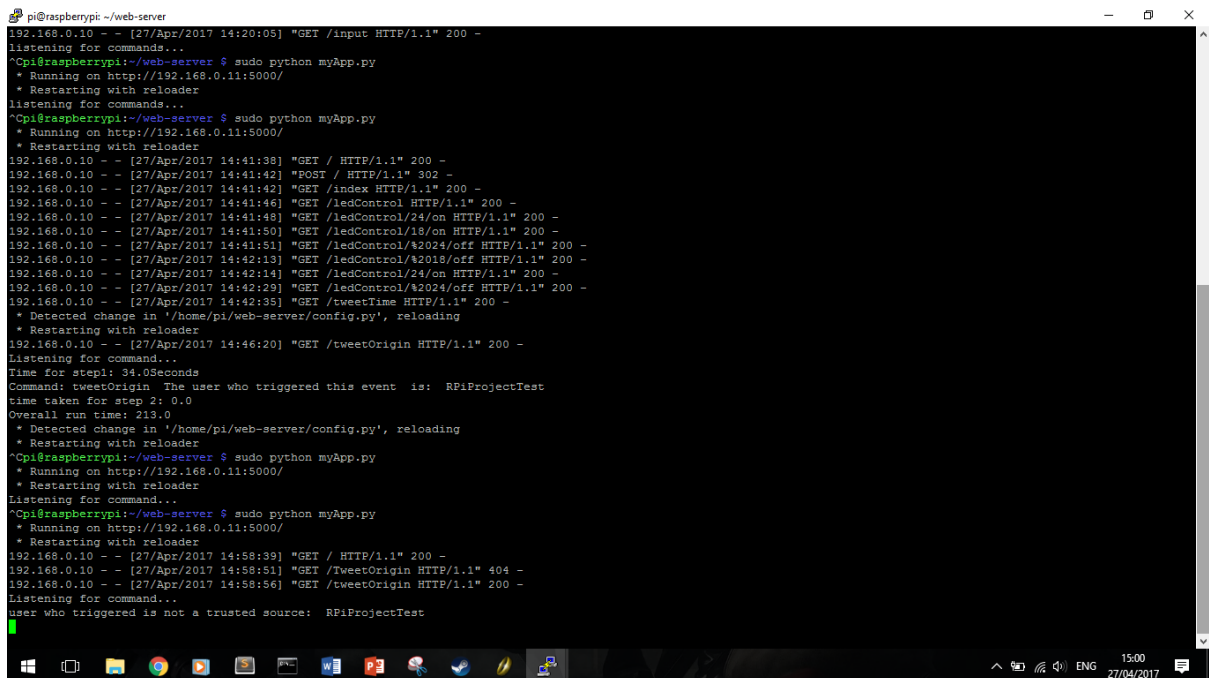 pi@raspberrypi: ~/web-server
192.168.0.10 - - [27/Apr/2017 14:20:05] "GET /input HTTP/1.1" 200 -
listening for commands...
^Cpi@raspberrypi:~/web-server $ sudo python myApp.py
* Running on http://192.168.0.11:5000/
* Restarting with reloader
listening for commands...
^Cpi@raspberrypi:~/web-server $ sudo python myApp.py
* Running on http://192.168.0.11:5000/
* Restarting with reloader
192.168.0.10 - - [27/Apr/2017 14:41:38] "GET / HTTP/1.1" 200 -
192.168.0.10 - - [27/Apr/2017 14:41:42] "POST / HTTP/1.1" 302 -
192.168.0.10 - - [27/Apr/2017 14:41:42] "GET /index HTTP/1.1" 200 -
192.168.0.10 - - [27/Apr/2017 14:41:46] "GET /ledControl HTTP/1.1" 200 -
192.168.0.10 - - [27/Apr/2017 14:41:48] "GET /ledControl/24/on HTTP/1.1" 200 -
192.168.0.10 - - [27/Apr/2017 14:41:50] "GET /ledControl/18/on HTTP/1.1" 200 -
192.168.0.10 - - [27/Apr/2017 14:41:51] "GET /ledControl/%2024/off HTTP/1.1" 200 -
192.168.0.10 - - [27/Apr/2017 14:42:13] "GET /ledControl/%2018/off HTTP/1.1" 200 -
192.168.0.10 - - [27/Apr/2017 14:42:14] "GET /ledControl/24/on HTTP/1.1" 200 -
192.168.0.10 - - [27/Apr/2017 14:42:29] "GET /ledControl/%2024/off HTTP/1.1" 200 -
192.168.0.10 - - [27/Apr/2017 14:42:35] "GET /tweetTime HTTP/1.1" 200 -
* Detected change in '/home/pi/web-server/config.py', reloading
* Restarting with reloader
192.168.0.10 - - [27/Apr/2017 14:46:20] "GET /tweetOrigin HTTP/1.1" 200 -
Listening for command...
Time for step1: 34.0Seconds
Command: tweetOrigin  The user who triggered this event  is:  RPiProjectTest
time taken for step 2: 0.0
Overall run time: 213.0
* Detected change in '/home/pi/web-server/config.py', reloading
* Restarting with reloader
^Cpi@raspberrypi:~/web-server $ sudo python myApp.py
* Running on http://192.168.0.11:5000/
* Restarting with reloader
Listening for command...
^Cpi@raspberrypi:~/web-server $ sudo python myApp.py
* Running on http://192.168.0.11:5000/
* Restarting with reloader
192.168.0.10 - - [27/Apr/2017 14:58:39] "GET / HTTP/1.1" 200 -
192.168.0.10 - - [27/Apr/2017 14:58:51] "GET /TweetOrigin HTTP/1.1" 404 -
192.168.0.10 - - [27/Apr/2017 14:58:56] "GET /tweetOrigin HTTP/1.1" 200 -
Listening for command...
user who triggered is not a trusted source:  RPiProjectTest
ENG
15:00
27/04/2017